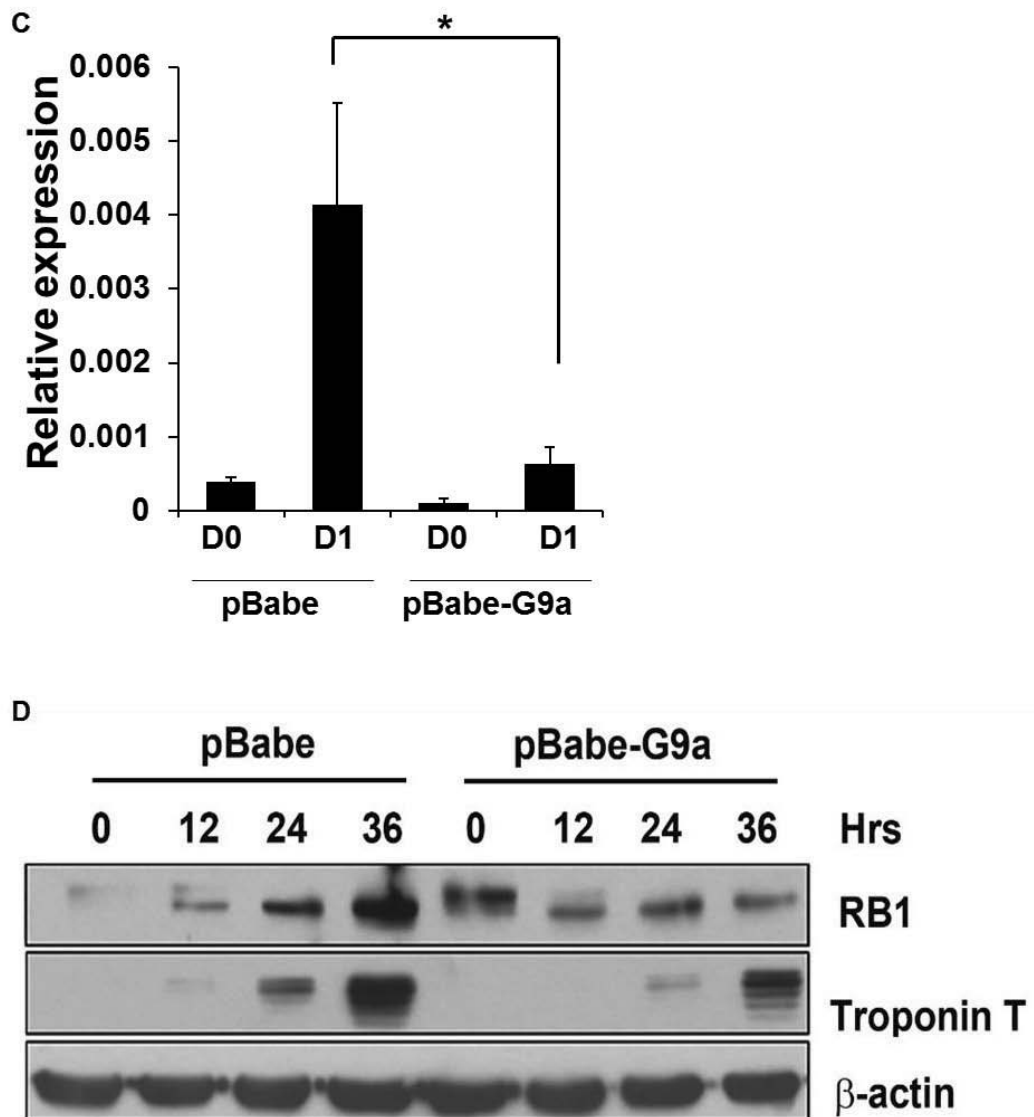 C
*
Relative expression
0.006
0.005
0.004
0.003
0.002
0.001
0
D0 D1 D0 D1
pBabe pBabe-G9a
D
pBabe pBabe-G9a
0 12 24 36 0 12 24 36 Hrs
RB1
Troponin T
β-actin